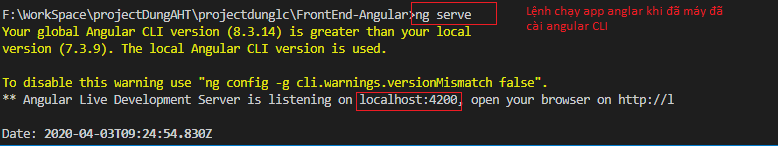 F:\WorkSpace\projectDungAHT\projectdunglc\FrontEnd-Angular>ng serve
Lệnh chạy app anglar khi đã máy đã
cài angular CLI
Your global Angular CLI version (8.3.14) is greater than your local
version (7.3.9). The local Angular CLI version is used.
To disable this warning use "ng config -g cli.warnings.versionMismatch false".
** Angular Live Development Server is listening on localhost:4200, open your browser on http://l
Date: 2020-04-03T09:24:54.830Z